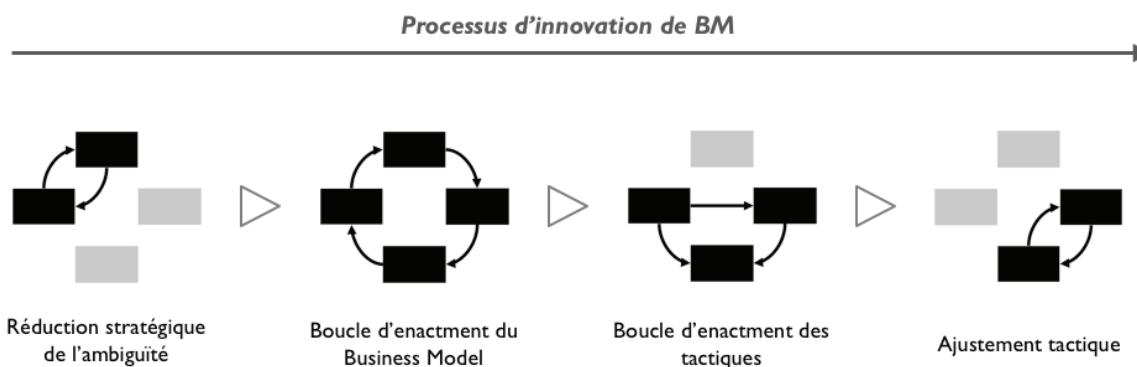 Processus d'innovation de BM
Réduction stratégique
de l'ambiguïté
Boucle d'enactment du
Business Model
Boucle d'enactment des
tactiques
Ajustement tactique